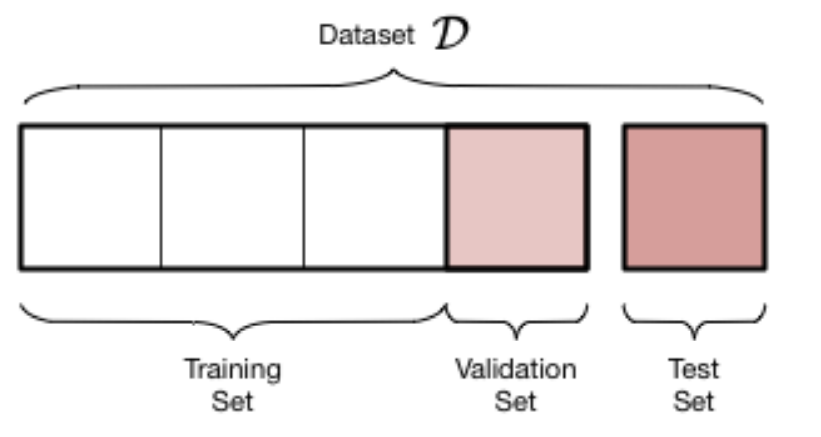 Dataset 𝒟
Training
Set
Validation
Set
Test
Set